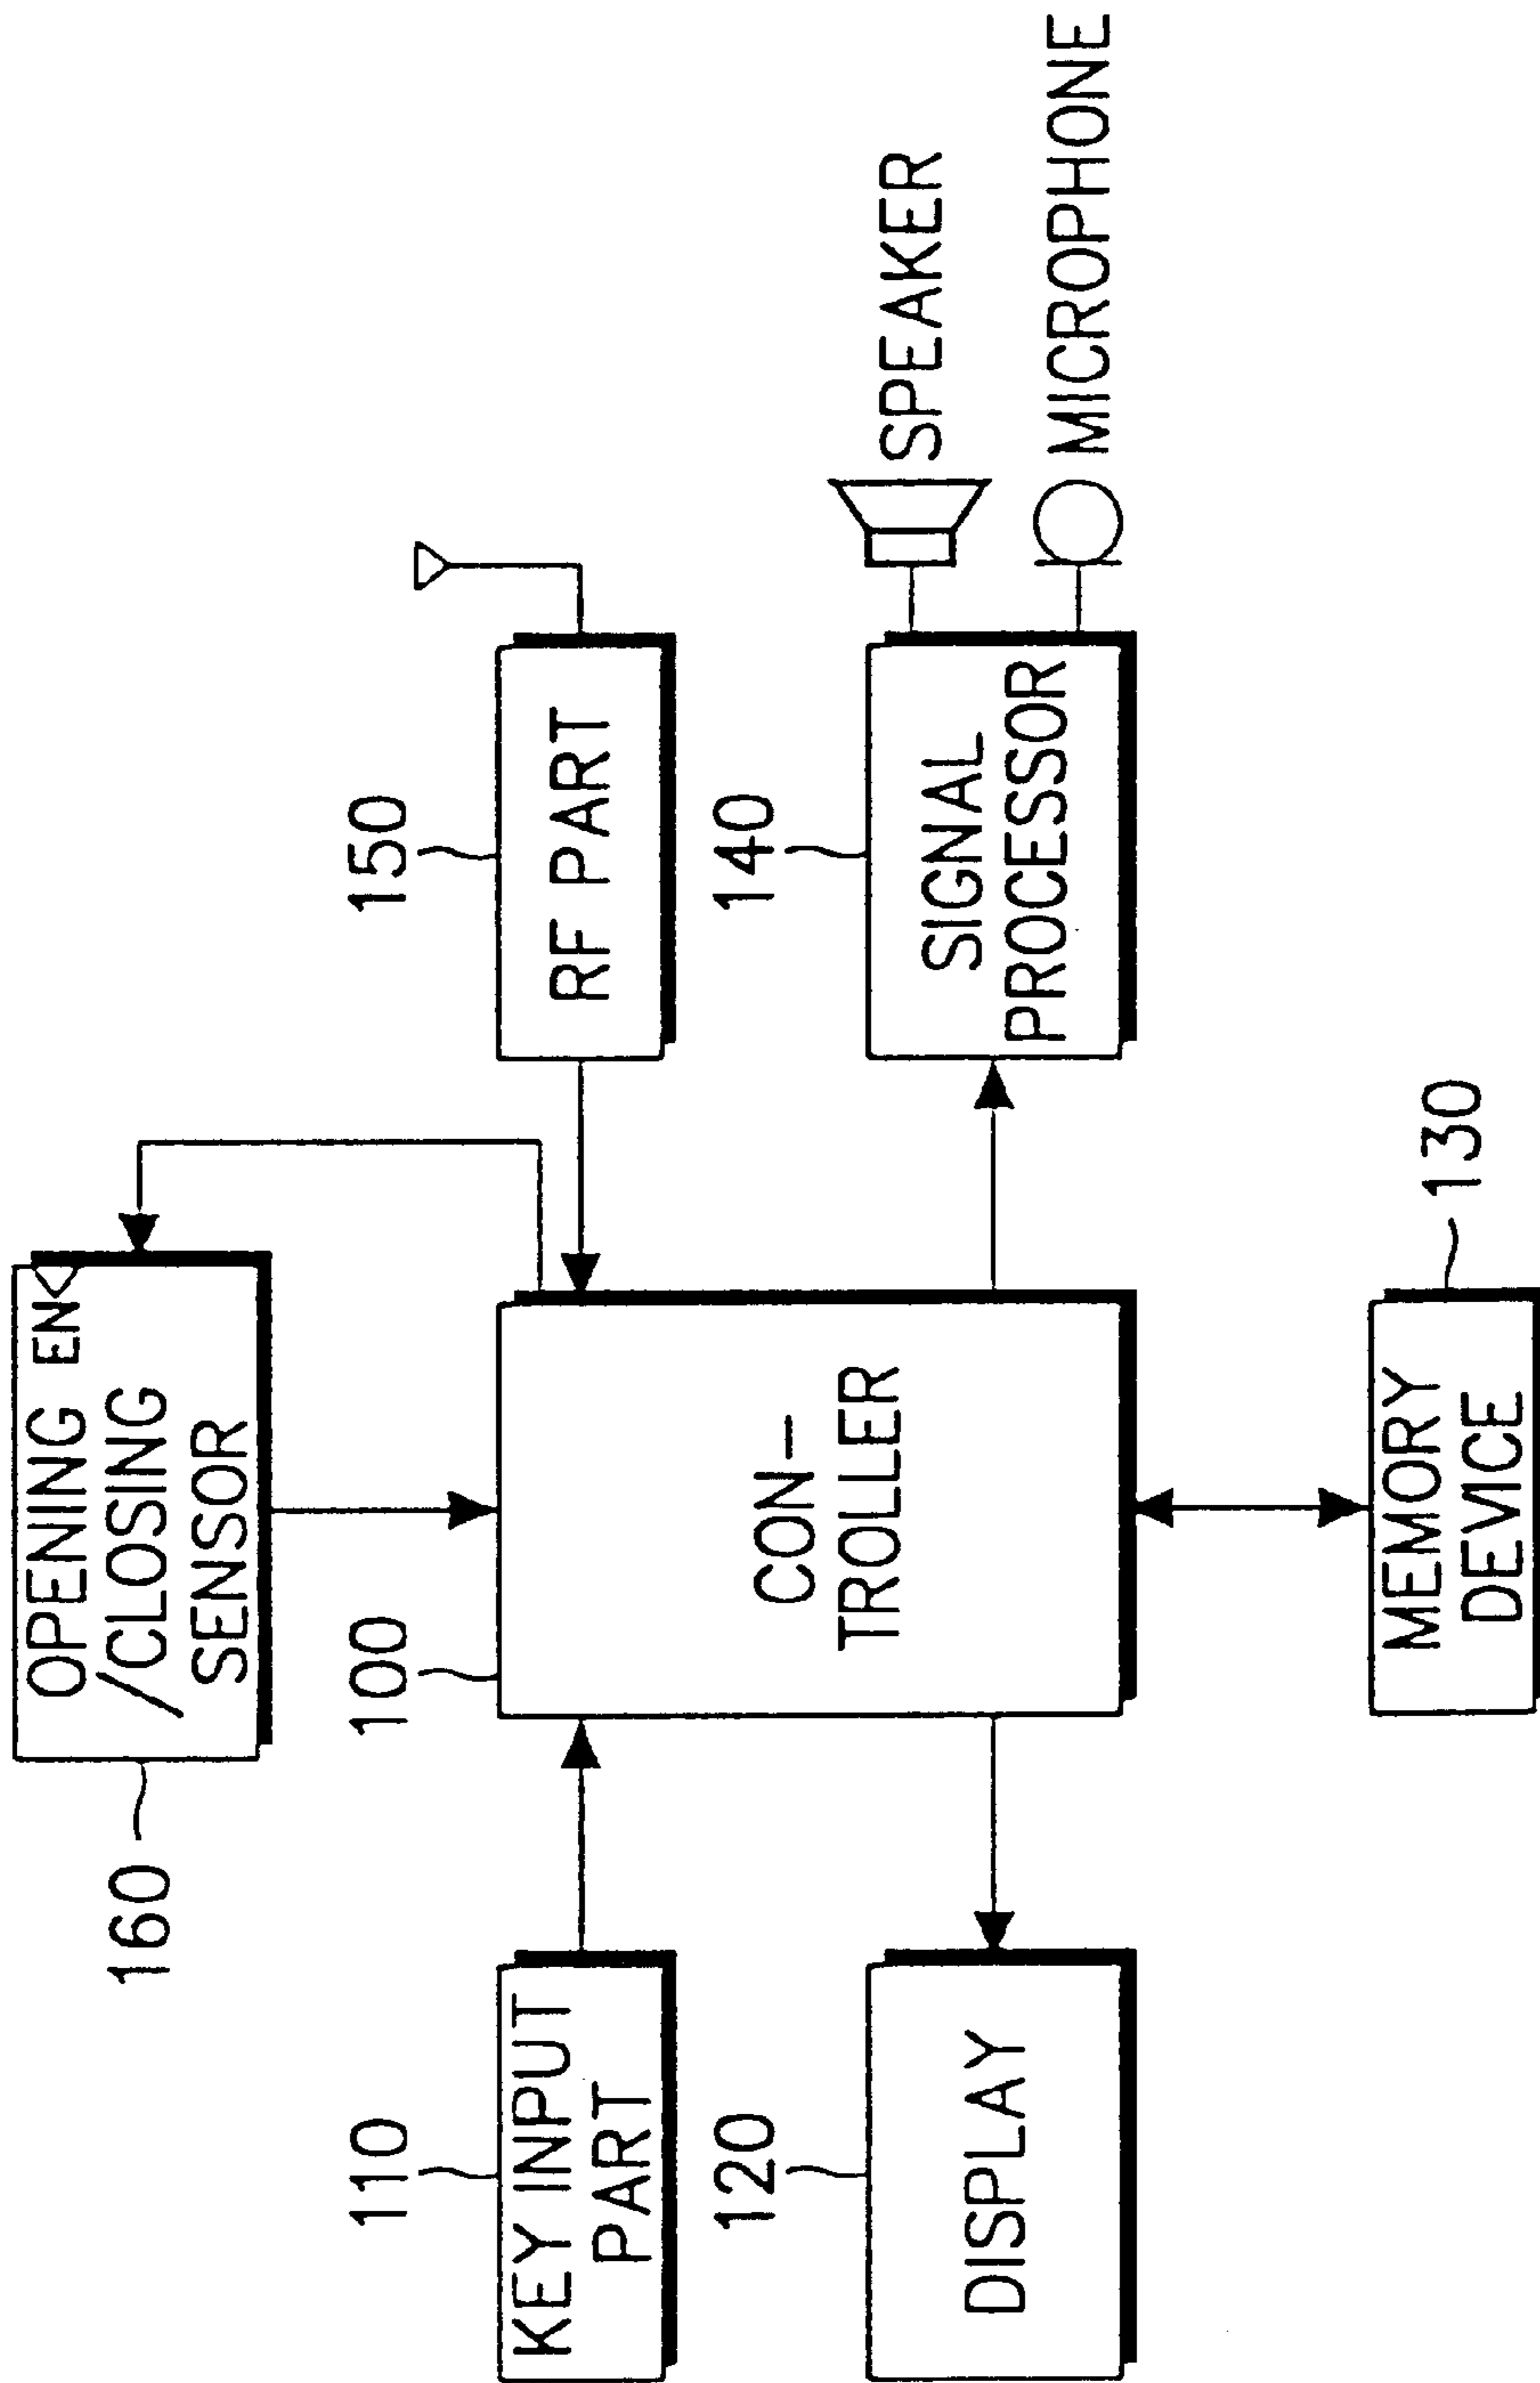 160
OPENING EN
/CLOSING
SENSOR
110
KEY INPUT
PART
100
150
RF PART
CON-
TROLLER
120
DISPLAY
140
SIGNAL
PROCESSOR
SPEAKER
MICROPHONE
MEMORY
DEVICE
130